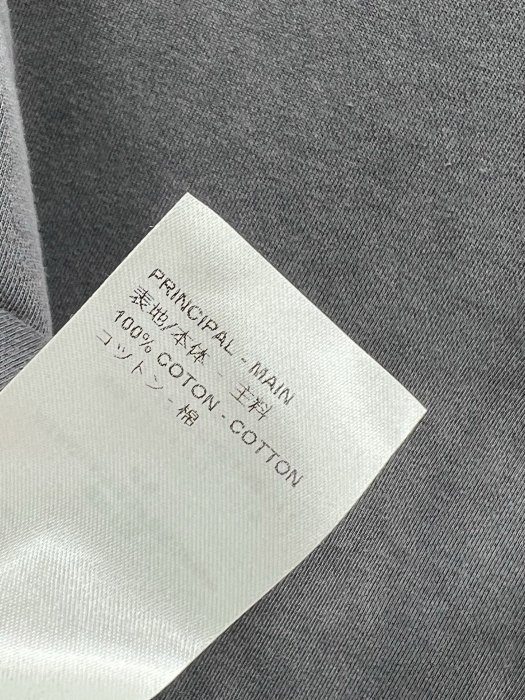 PRINCIPAL - MAIN
表地/本体 - 主料
100% COTON - COTTON
コットン - 棉